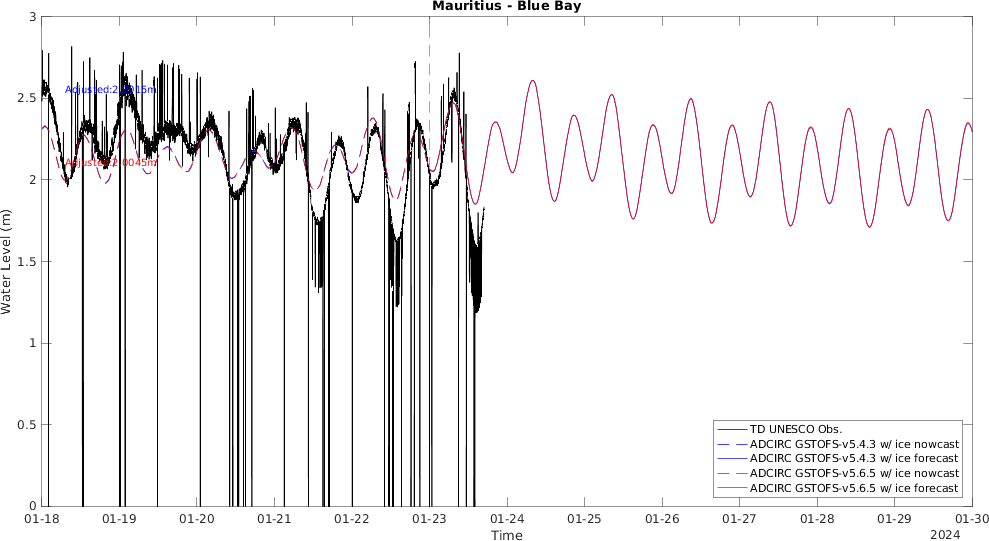 Mauritius - Blue Bay
Water Level (m)
3
2.5
2
1.5
1
0.5
0
Adjusted:2.0045m
01-18
01-19
01-20
01-21
01-22
01-23
01-24
01-25
01-26
01-27
01-28
01-29
01-30
Time
2024
TD UNESCO Obs.
ADCIRC GSTOFS-v5.4.3 w/ ice nowcast
ADCIRC GSTOFS-v5.4.3 w/ ice forecast
ADCIRC GSTOFS-v5.6.5 w/ ice nowcast
ADCIRC GSTOFS-v5.6.5 w/ ice forecast